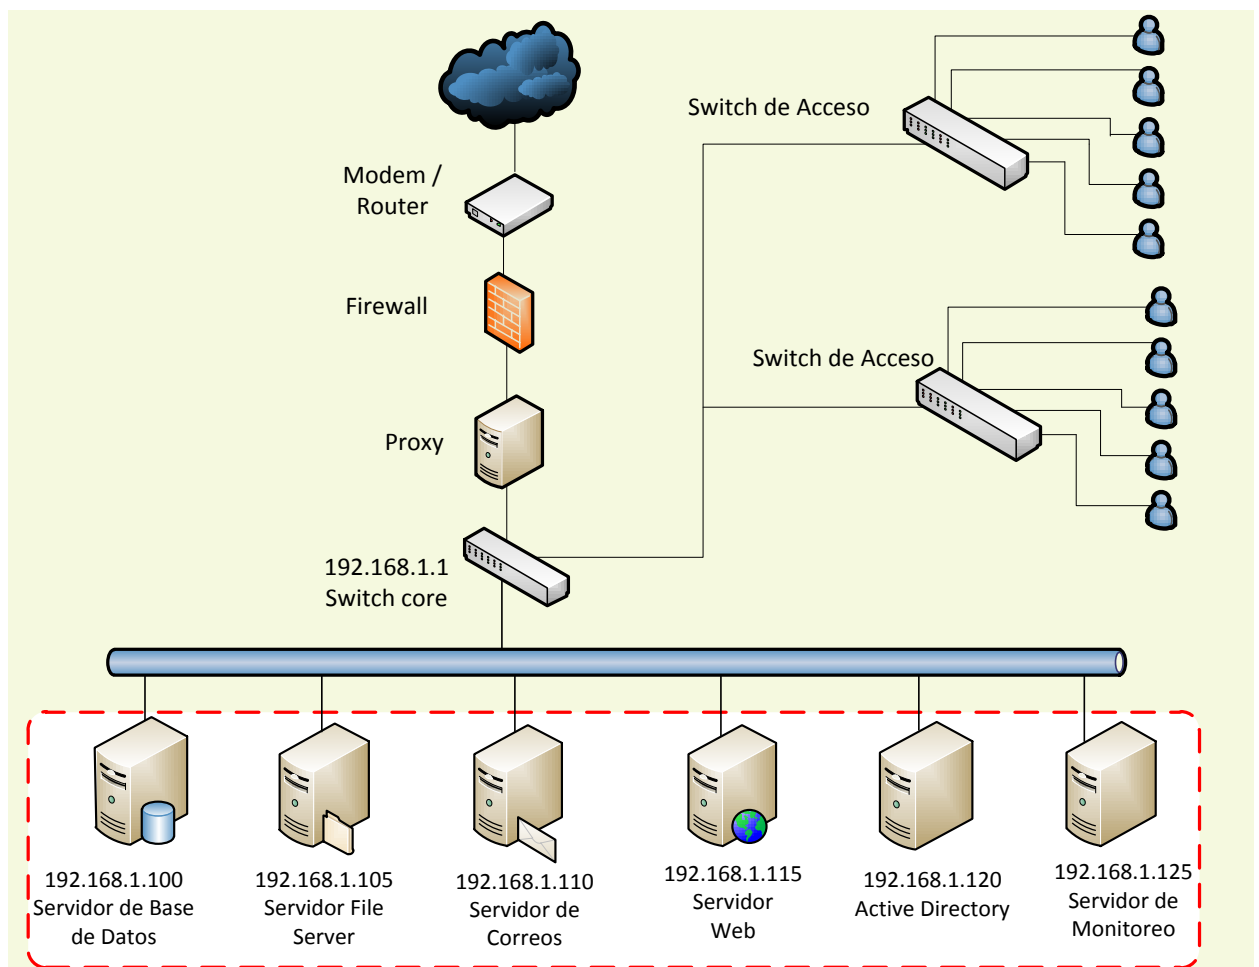 Switch de Acceso
Modem /
Router
Firewall
Switch de Acceso
Proxy
192.168.1.1
Switch core
192.168.1.100
Servidor de Base
de Datos
192.168.1.105
Servidor File
Server
192.168.1.110
Servidor de
Correos
192.168.1.115
Servidor
Web
192.168.1.120
Active Directory
192.168.1.125
Servidor de
Monitoreo